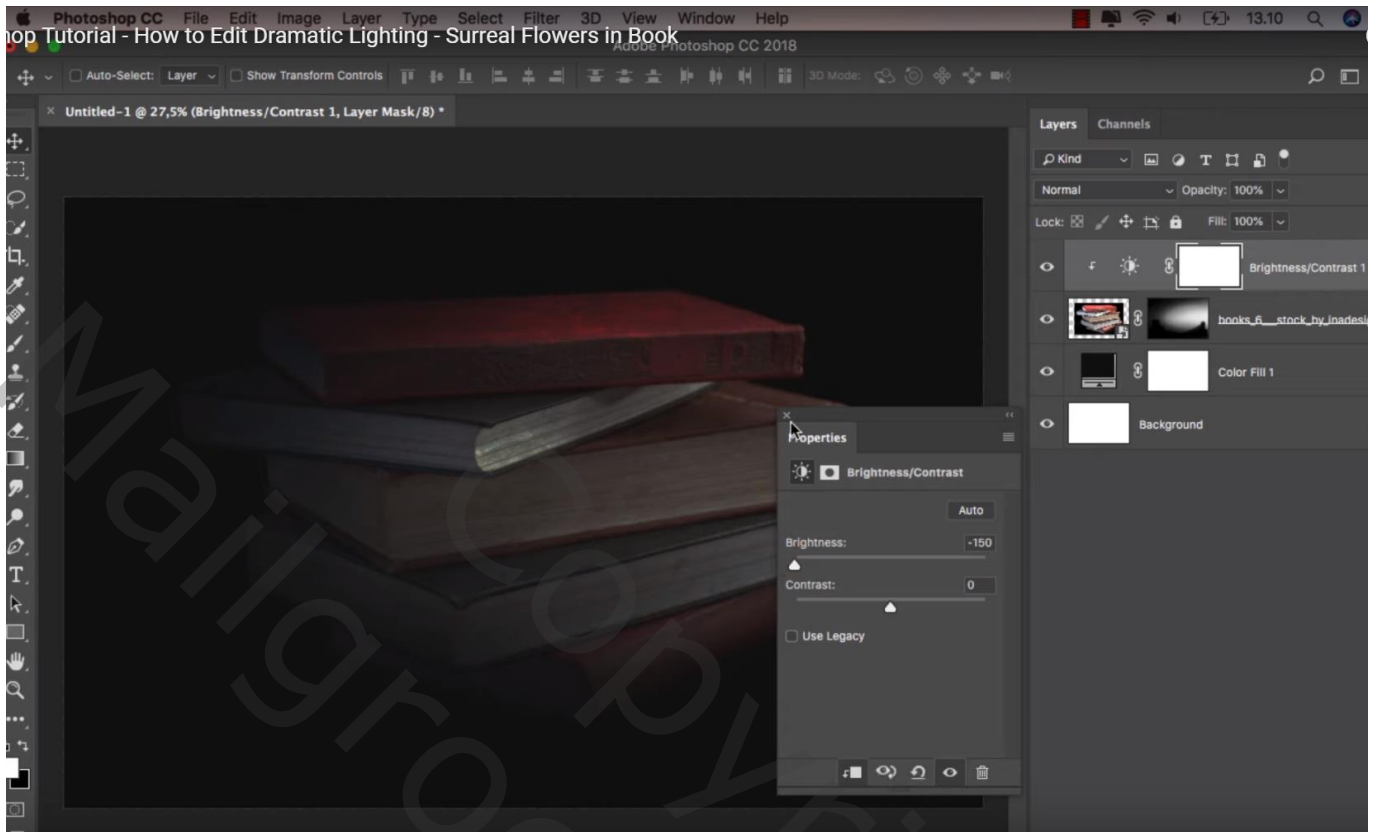 Photoshop CC File Edit Image Layer Type Select Filter 3D View Window Help 13.10
hop Tutorial - How to Edit Dramatic Lighting - Surreal Flowers in Book
Adobe Photoshop CC 2018
Auto-Select: Layer Show Transform Controls 3D Mode:
Untitled-1 @ 27,5% (Brightness/Contrast 1, Layer Mask/8) *
Layers Channels
Kind
Normal Opacity: 100%
Lock: Fill: 100%
Brightness/Contrast 1
books_6__stock_by_inadesi
Color Fill 1
Background
Properties
Brightness/Contrast
Auto
Brightness: -150
Contrast: 0
Use Legacy